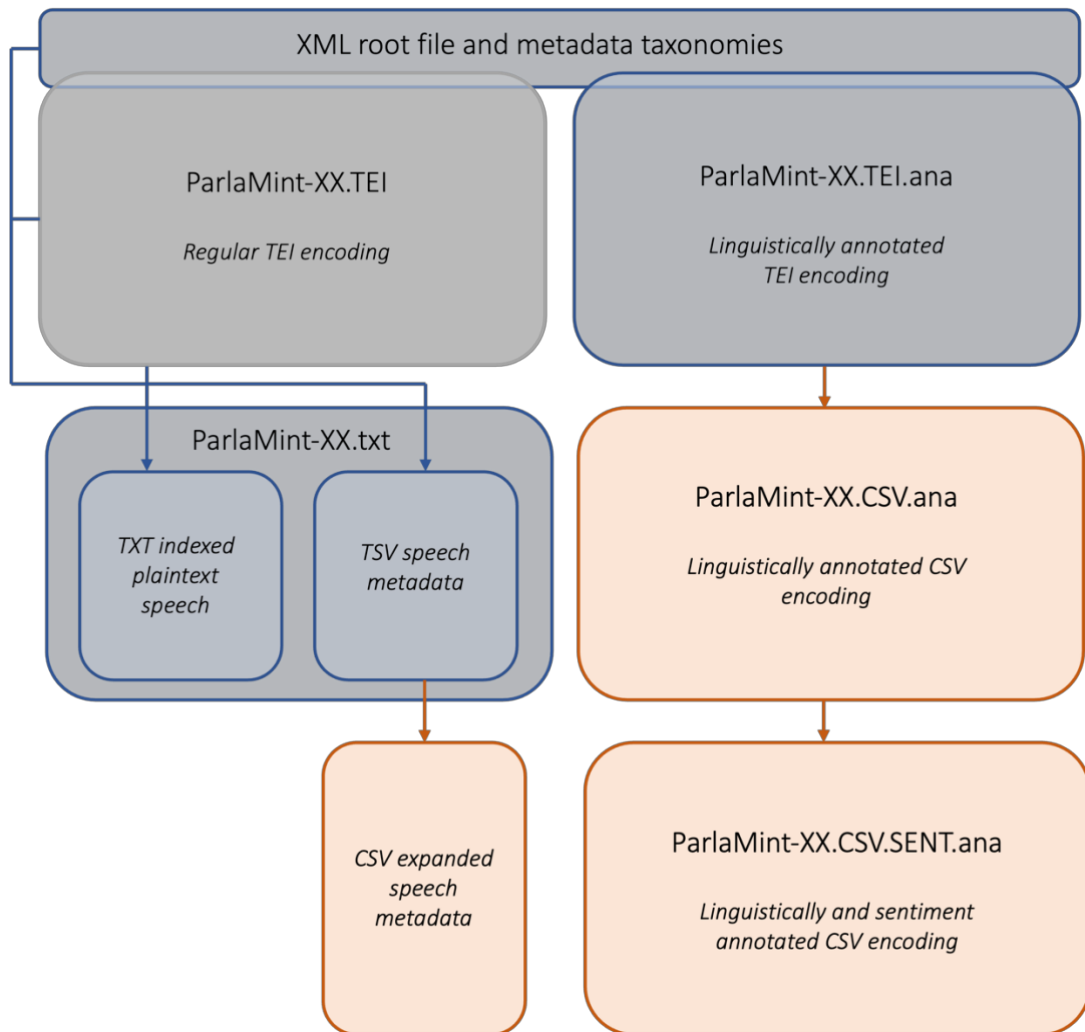 XML root file and metadata taxonomies
ParlaMint-XX.TEI
Regular TEI encoding
ParlaMint-XX.TEI.ana
Linguistically annotated
TEI encoding
ParlaMint-XX.txt
TXT indexed
plaintext
speech
TSV speech
metadata
ParlaMint-XX.CSV.ana
Linguistically annotated CSV
encoding
CSV expanded
speech
metadata
ParlaMint-XX.CSV.SENT.ana
Linguistically and sentiment
annotated CSV encoding